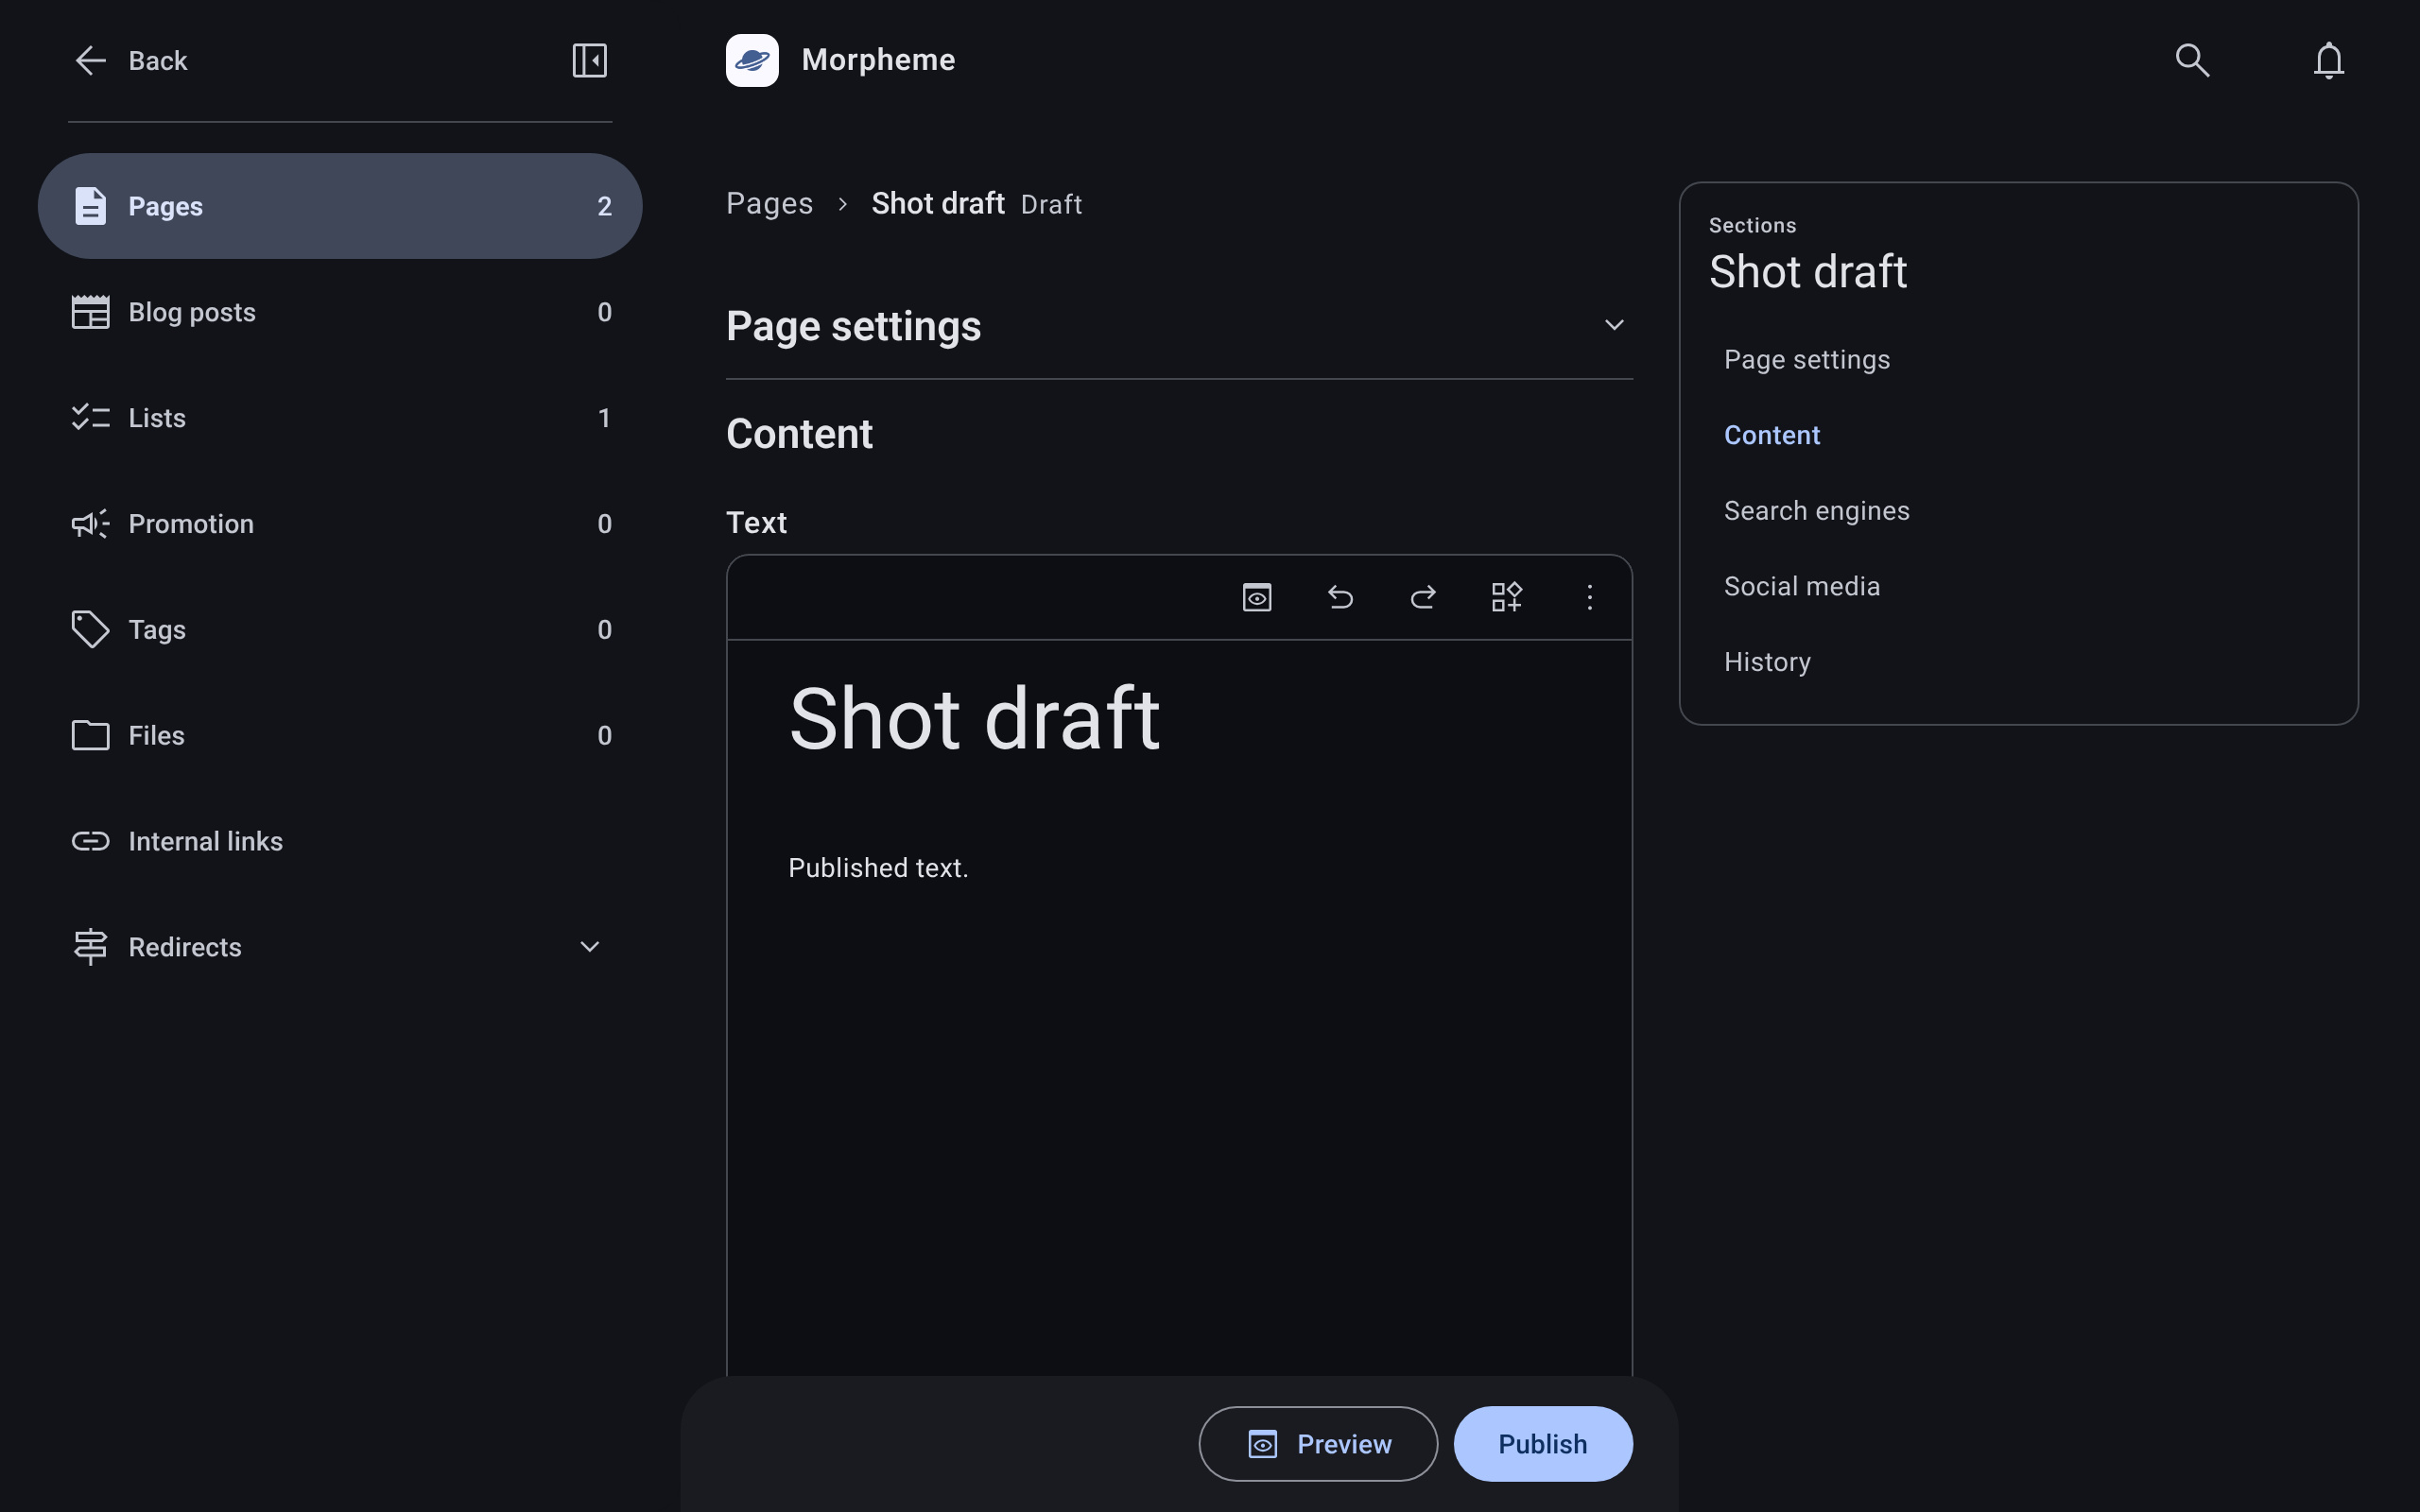 Back
Pages 2
Blog posts 0
Lists 1
Promotion 0
Tags 0
Files 0
Internal links
Redirects
Morpheme
Pages › Shot draft Draft
Page settings
Content
Text
Shot draft
Published text.
Preview
Publish
Sections
Shot draft
Page settings
Content
Search engines
Social media
History